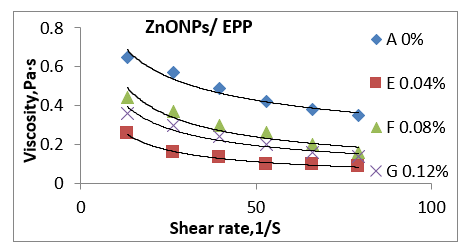 ZnONPs/ EPP
0.8
0.6
0.4
0.2
0
Viscosity,Pa·s
0
50
100
Shear rate,1/S
A 0%
E 0.04%
F 0.08%
G 0.12%